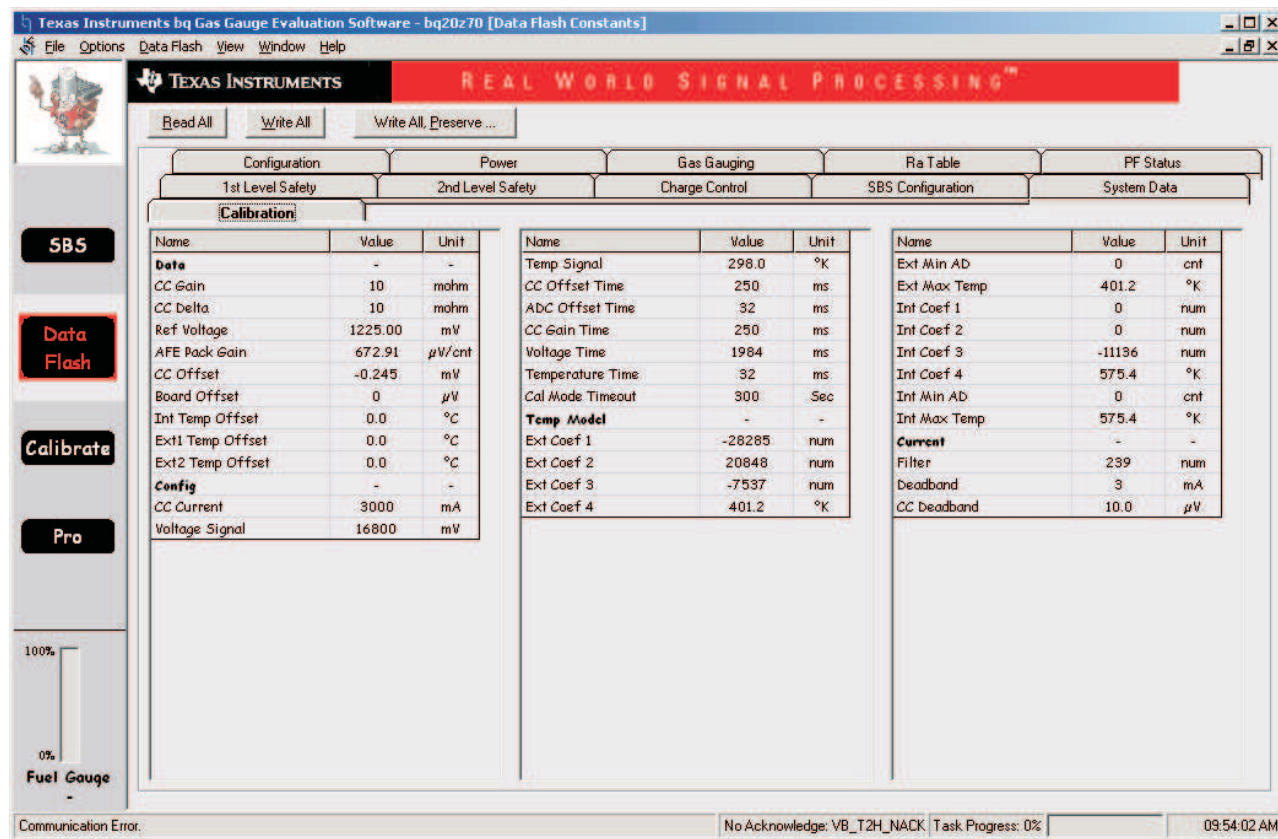 Texas Instruments bq Gas Gauge Evaluation Software - bq20z70 [Data Flash Constants]
File Options Data Flash View Window Help
TEXAS INSTRUMENTS REAL WORLD SIGNAL PROCESSING™
Read All Write All Write All, Preserve ...
Configuration Power Gas Gauging Ra Table PF Status
1st Level Safety 2nd Level Safety Charge Control SBS Configuration System Data
Calibration
SBS
Data
Flash
Calibrate
Pro
100%
0%
Fuel Gauge
-
Name Value Unit
Data - -
CC Gain 10 mohm
CC Delta 10 mohm
Ref Voltage 1225.00 mV
AFE Pack Gain 672.91 µV/cnt
CC Offset -0.245 mV
Board Offset 0 µV
Int Temp Offset 0.0 °C
Ext1 Temp Offset 0.0 °C
Ext2 Temp Offset 0.0 °C
Config - -
CC Current 3000 mA
Voltage Signal 16800 mV
Name Value Unit
Temp Signal 298.0 °K
CC Offset Time 250 ms
ADC Offset Time 32 ms
CC Gain Time 250 ms
Voltage Time 1984 ms
Temperature Time 32 ms
Cal Mode Timeout 300 Sec
Temp Model - -
Ext Coef 1 -28285 num
Ext Coef 2 20848 num
Ext Coef 3 -7537 num
Ext Coef 4 401.2 °K
Name Value Unit
Ext Min AD 0 cnt
Ext Max Temp 401.2 °K
Int Coef 1 0 num
Int Coef 2 0 num
Int Coef 3 -11136 num
Int Coef 4 575.4 °K
Int Min AD 0 cnt
Int Max Temp 575.4 °K
Current - -
Filter 239 num
Deadband 3 mA
CC Deadband 10.0 µV
Communication Error. No Acknowledge: VB_T2H_NACK Task Progress: 0% 09:54:02 AM